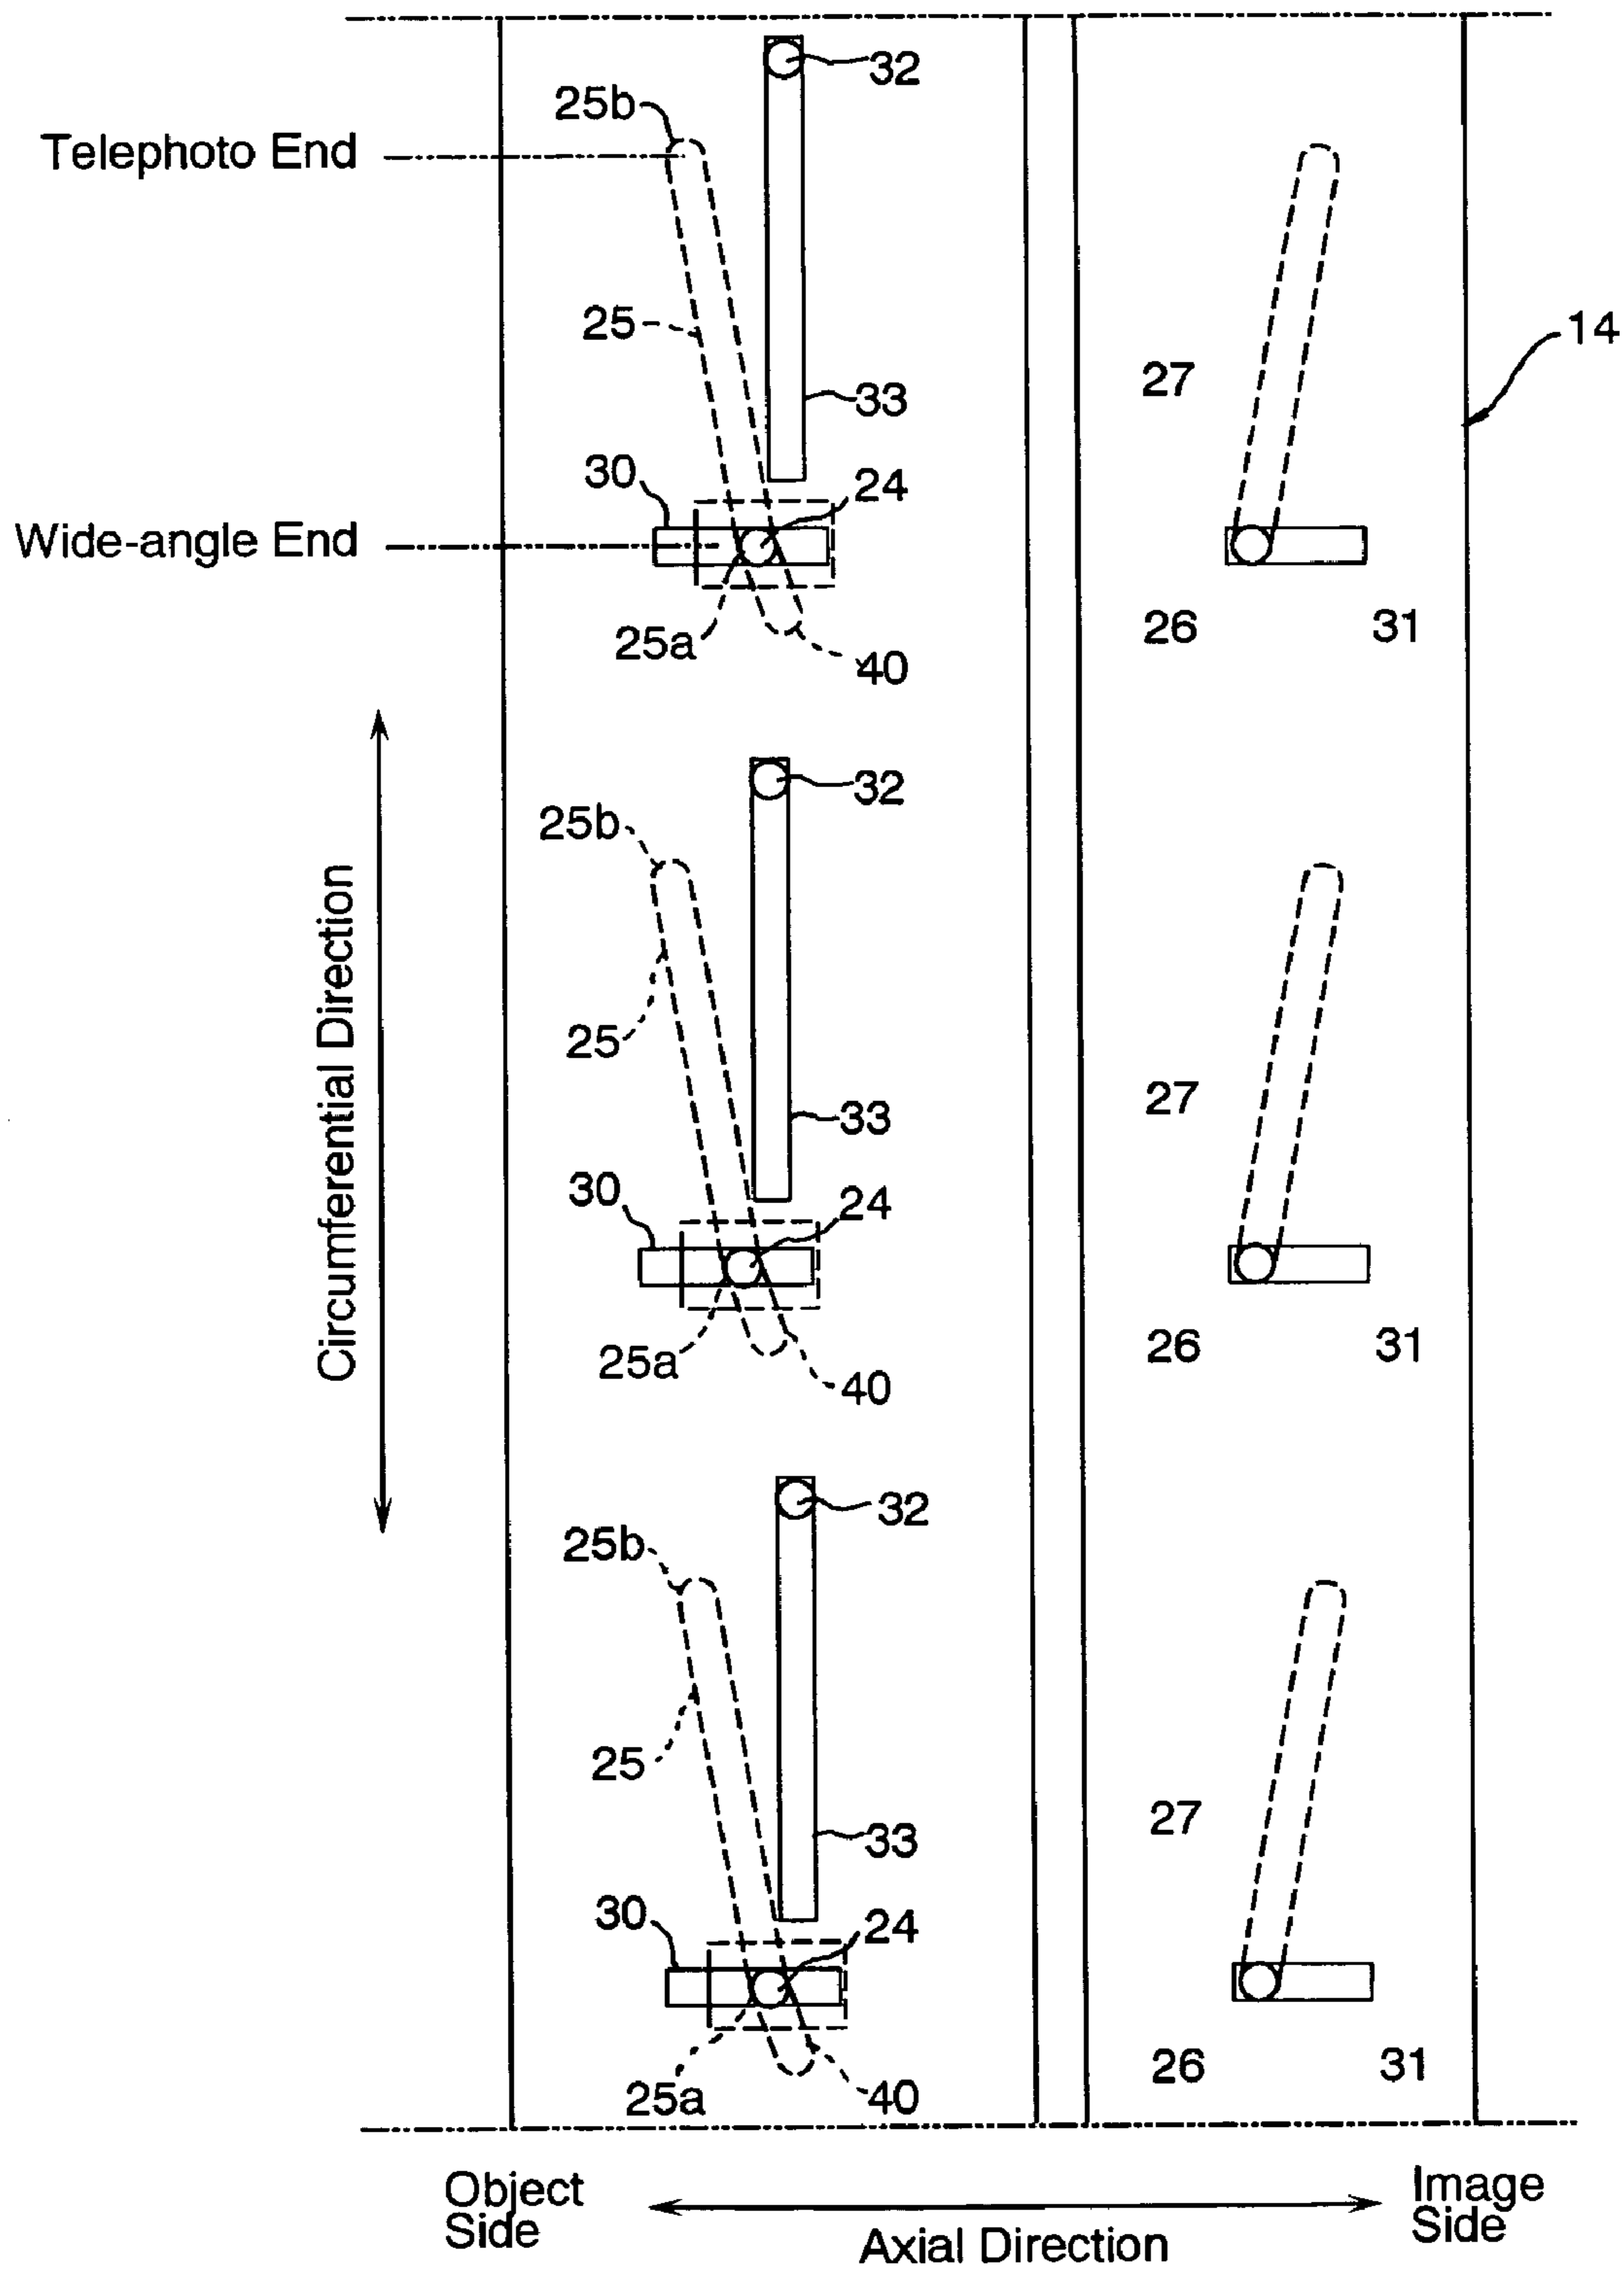 32
25b
Telephoto End
25
14
27
33
30
24
Wide-angle End
25a
26
31
40
32
25b
Circumferential Direction
25
27
33
30
24
25a
26
31
40
32
25b
25
27
33
30
24
25a
26
31
40
Object
Side
Image
Side
Axial Direction